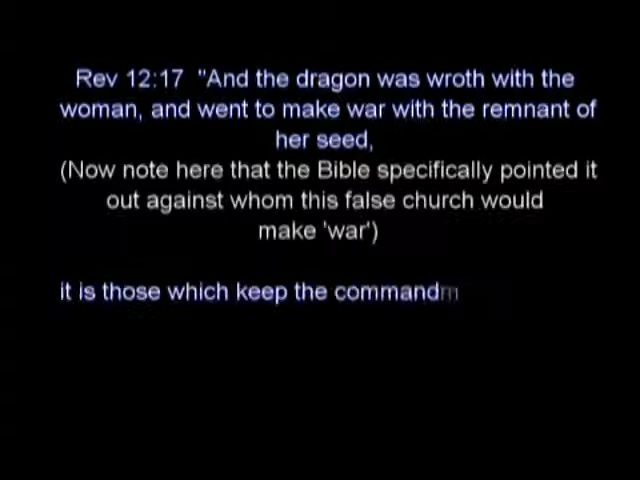 Rev 12:17 "And the dragon was wroth with the
woman, and went to make war with the remnant of
her seed,
(Now note here that the Bible specifically pointed it
out against whom this false church would
make 'war')
it is those which keep the commandm